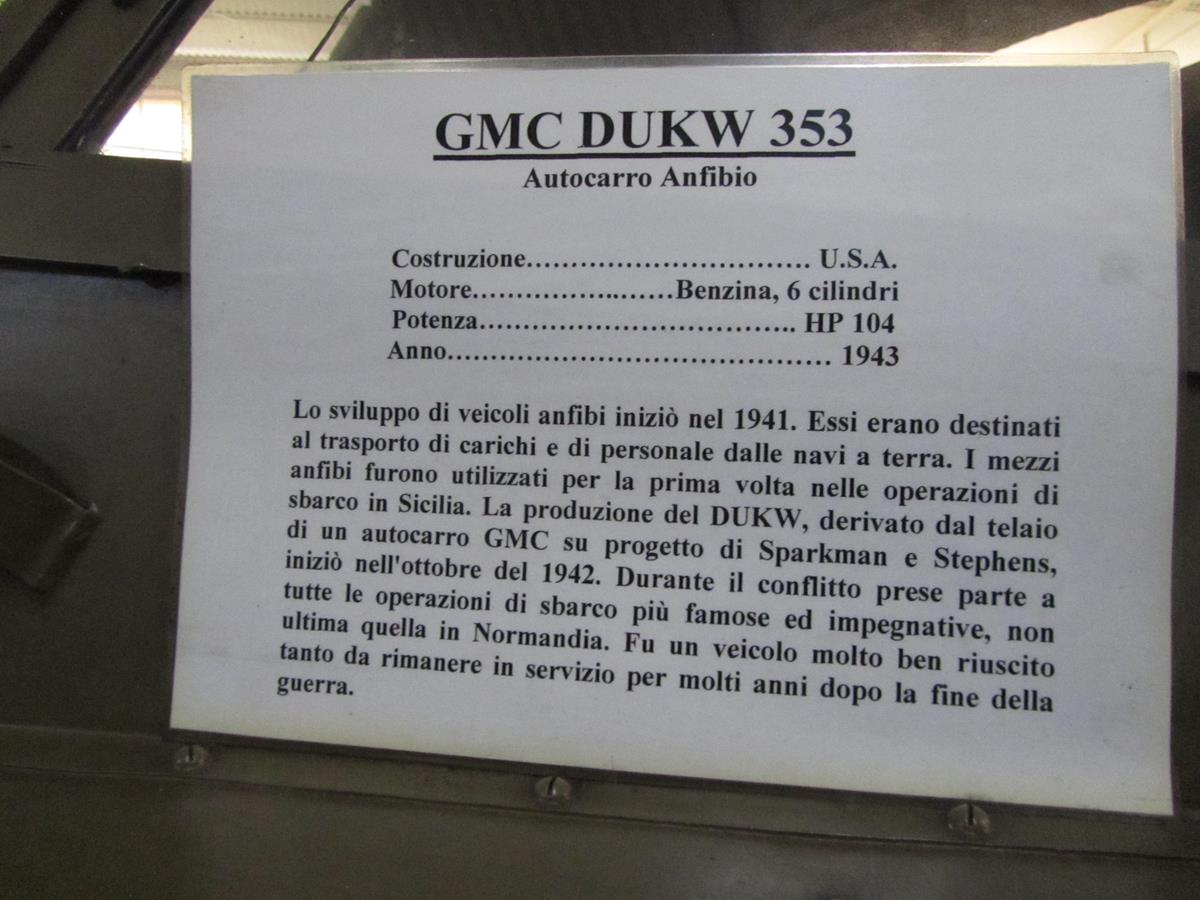 GMC DUKW 353
Autocarro Anfibio
Costruzione................................ U.S.A.
Motore.......................Benzina, 6 cilindri
Potenza.................................... HP 104
Anno........................................... 1943
Lo sviluppo di veicoli anfibi iniziò nel 1941. Essi erano destinati
al trasporto di carichi e di personale dalle navi a terra. I mezzi
anfibi furono utilizzati per la prima volta nelle operazioni di
sbarco in Sicilia. La produzione del DUKW, derivato dal telaio
di un autocarro GMC su progetto di Sparkman e Stephens,
iniziò nell'ottobre del 1942. Durante il conflitto prese parte a
tutte le operazioni di sbarco più famose ed impegnative, non
ultima quella in Normandia. Fu un veicolo molto ben riuscito
tanto da rimanere in servizio per molti anni dopo la fine della
guerra.